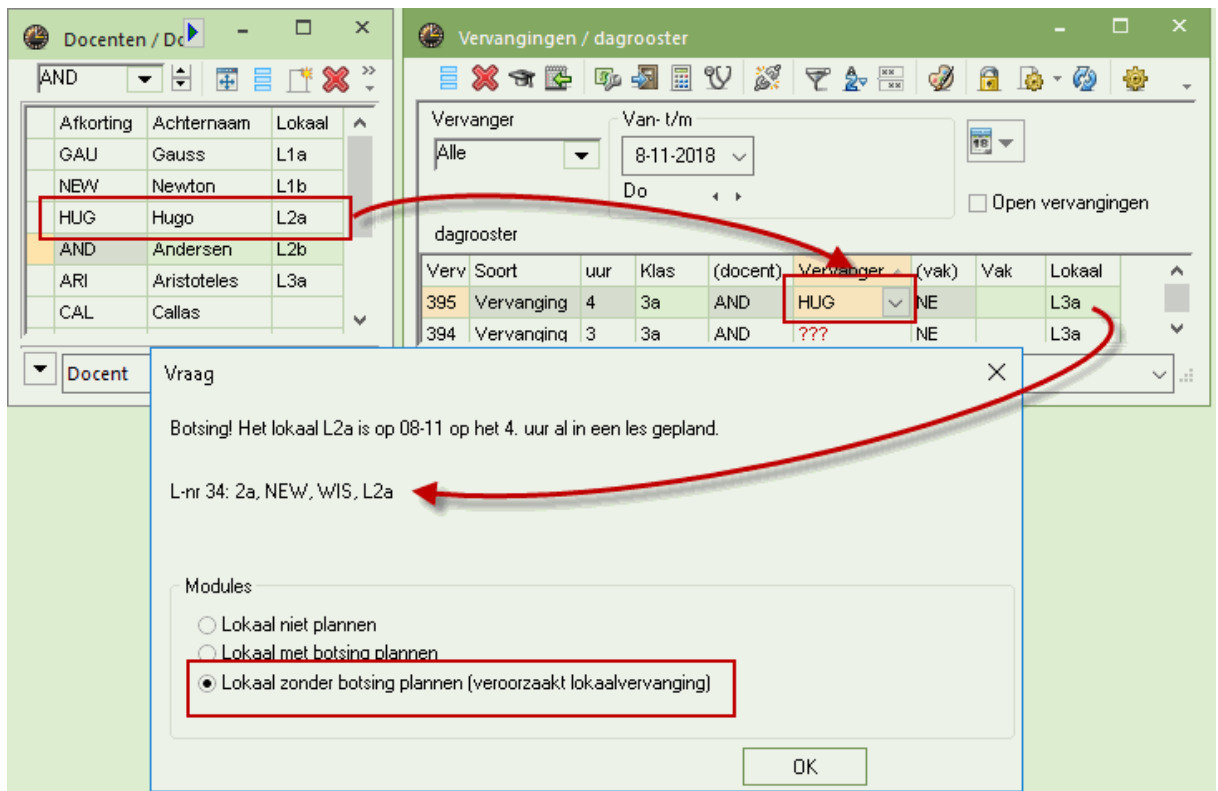 Docenten / Do
AND
Afkorting Achternaam Lokaal
GAU Gauss L1a
NEW Newton L1b
HUG Hugo L2a
AND Andersen L2b
ARI Aristoteles L3a
CAL Callas
Docent
Vervangingen / dagrooster
Vervanger Van- t/m
Alle 8-11-2018
Do
18
Open vervangingen
dagrooster
Verv Soort uur Klas (docent) Vervanger (vak) Vak Lokaal
395 Vervanging 4 3a AND HUG NE L3a
394 Vervanging 3 3a AND ??? NE L3a
Vraag
Botsing! Het lokaal L2a is op 08-11 op het 4. uur al in een les gepland.
L-nr 34: 2a, NEW, WIS, L2a
Modules
Lokaal niet plannen
Lokaal met botsing plannen
Lokaal zonder botsing plannen (veroorzaakt lokaalvervanging)
OK